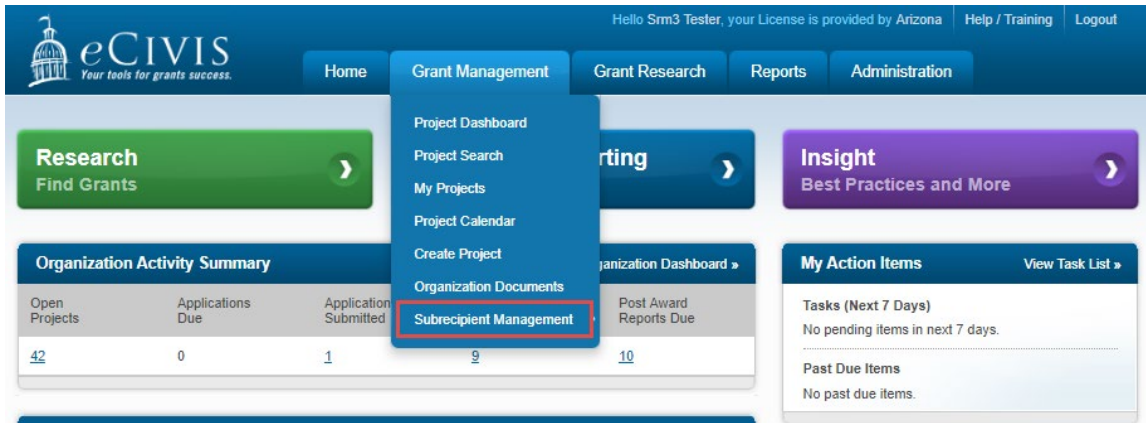 Hello Srm3 Tester, your License is provided by Arizona Help / Training Logout
eCIVIS
Your tools for grants success.
Home Grant Management Grant Research Reports Administration
Project Dashboard
Project Search
My Projects
Project Calendar
Create Project
Organization Documents
Subrecipient Management
Research
Find Grants
rting
Insight
Best Practices and More
Organization Activity Summary
ganization Dashboard »
Open
Projects
Applications
Due
Application
Submitted
Post Award
Reports Due
42 0 1 9 10
My Action Items View Task List »
Tasks (Next 7 Days)
No pending items in next 7 days.
Past Due Items
No past due items.